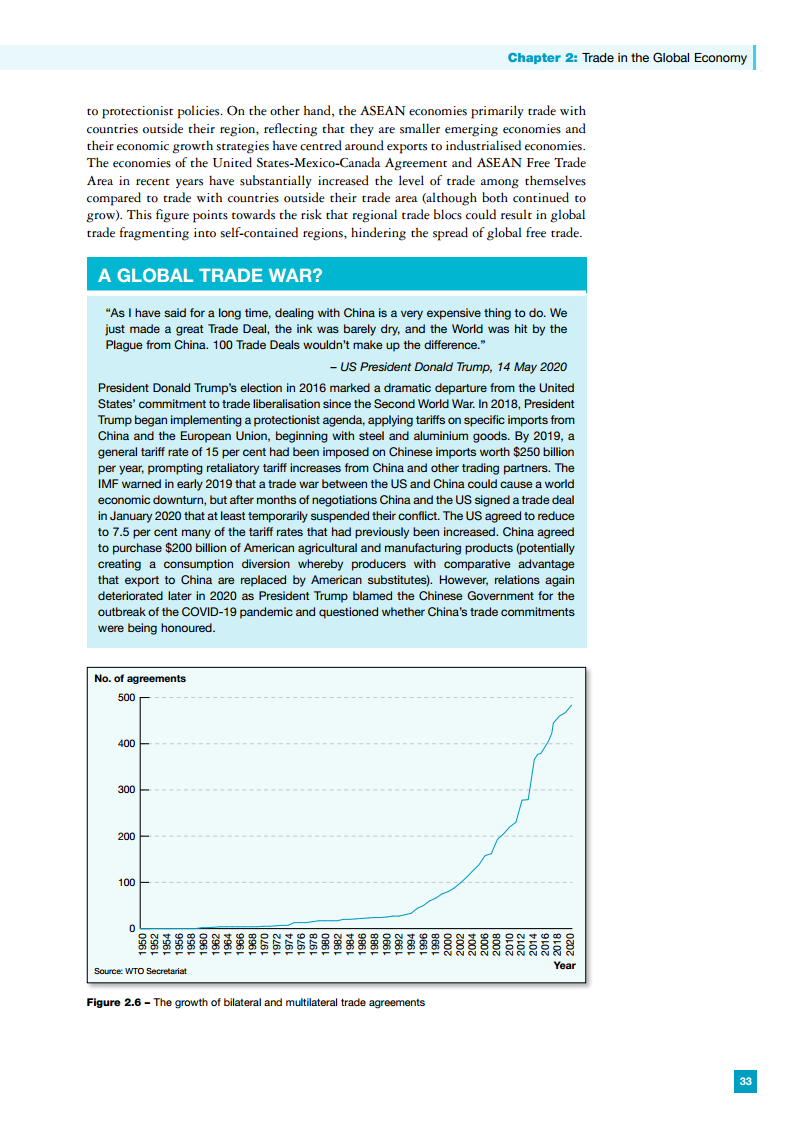 Chapter 2: Trade in the Global Economy
to protectionist policies. On the other hand, the ASEAN economies primarily trade with
countries outside their region, reflecting that they are smaller emerging economies and
their economic growth strategies have centred around exports to industrialised economies.
The economies of the United States-Mexico-Canada Agreement and ASEAN Free Trade
Area in recent years have substantially increased the level of trade among themselves
compared to trade with countries outside their trade area (although both continued to
grow). This figure points towards the risk that regional trade blocs could result in global
trade fragmenting into self-contained regions, hindering the spread of global free trade.
A GLOBAL TRADE WAR?
“As I have said for a long time, dealing with China is a very expensive thing to do. We
just made a great Trade Deal, the ink was barely dry, and the World was hit by the
Plague from China. 100 Trade Deals wouldn’t make up the difference.”
– US President Donald Trump, 14 May 2020
President Donald Trump’s election in 2016 marked a dramatic departure from the United
States’ commitment to trade liberalisation since the Second World War. In 2018, President
Trump began implementing a protectionist agenda, applying tariffs on specific imports from
China and the European Union, beginning with steel and aluminium goods. By 2019, a
general tariff rate of 15 per cent had been imposed on Chinese imports worth $250 billion
per year, prompting retaliatory tariff increases from China and other trading partners. The
IMF warned in early 2019 that a trade war between the US and China could cause a world
economic downturn, but after months of negotiations China and the US signed a trade deal
in January 2020 that at least temporarily suspended their conflict. The US agreed to reduce
to 7.5 per cent many of the tariff rates that had previously been increased. China agreed
to purchase $200 billion of American agricultural and manufacturing products (potentially
creating a consumption diversion whereby producers with comparative advantage
that export to China are replaced by American substitutes). However, relations again
deteriorated later in 2020 as President Trump blamed the Chinese Government for the
outbreak of the COVID-19 pandemic and questioned whether China’s trade commitments
were being honoured.
No. of agreements
500
400
300
200
100
0
1950 1952 1954 1956 1958 1960 1962 1964 1966 1968 1970 1972 1974 1976 1978 1980 1982 1984 1986 1988 1990 1992 1994 1996 1998 2000 2002 2004 2006 2008 2010 2012 2014 2016 2018 2020
Year
Source: WTO Secretariat
Figure 2.6 – The growth of bilateral and multilateral trade agreements
33